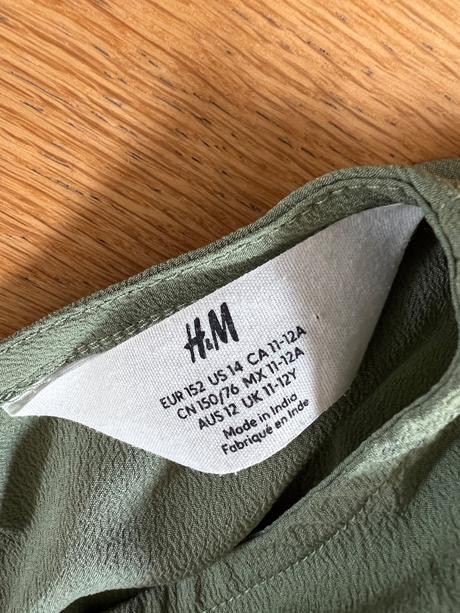 H&M
EUR 152 US 14 CA 11-12A
CN 150/76 MX 11-12A
AUS 12 UK 11-12Y
Made in India
Fabriqué en Inde